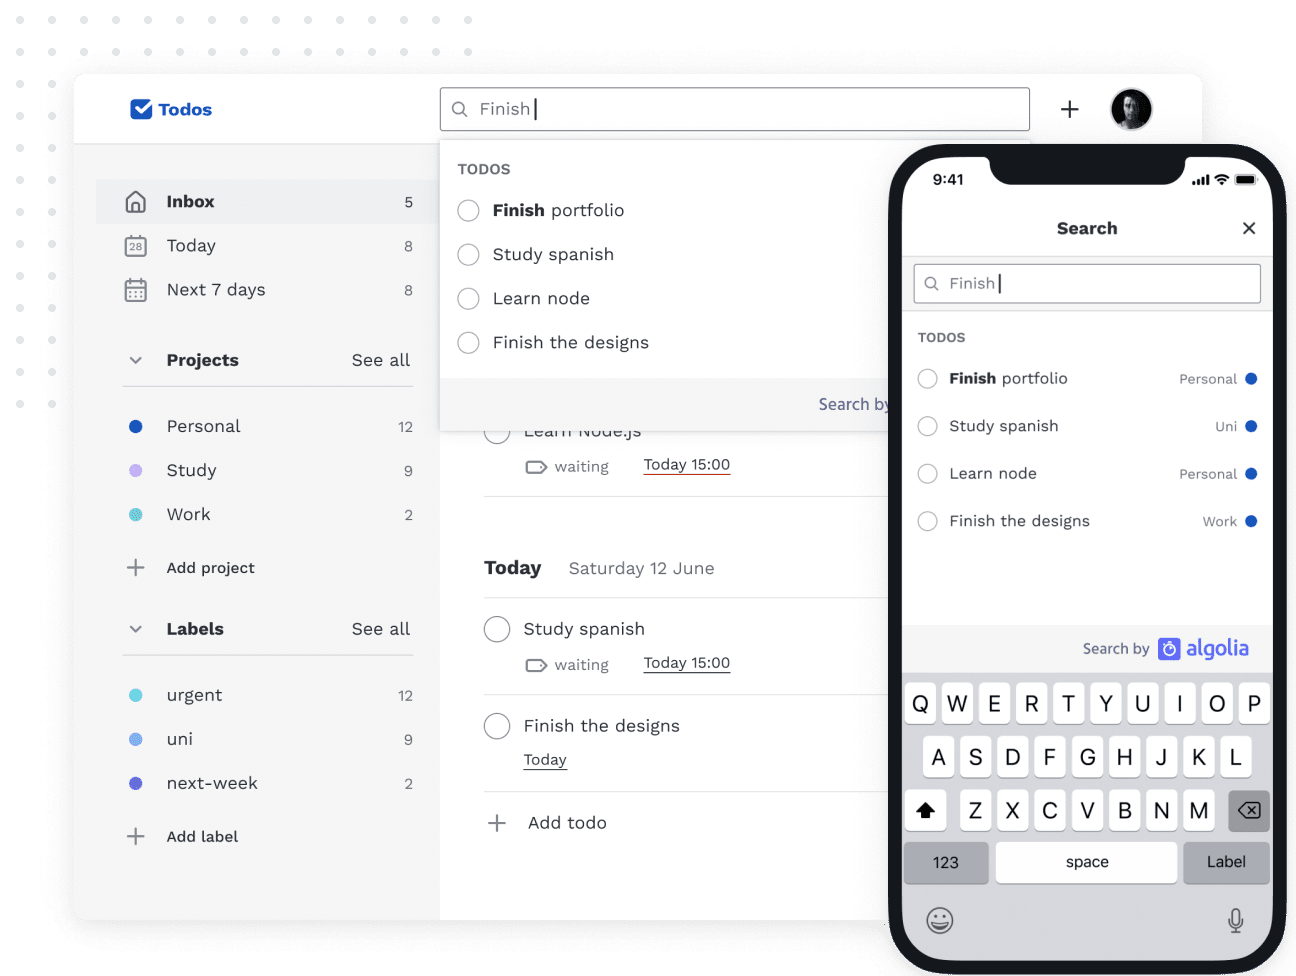 Todos
Finish
Inbox 5
28
Today 8
Next 7 days 8
Projects See all
Personal 12
Study 9
Work 2
Add project
Labels See all
urgent 12
uni 9
next-week 2
Add label
TODOS
Finish portfolio
Study spanish
Learn node
Finish the designs
Search by
Learn Node.js
waiting Today 15:00
Today Saturday 12 June
Study spanish
waiting Today 15:00
Finish the designs
Today
Add todo
9:41
Search
Finish
TODOS
Finish portfolio Personal
Study spanish Uni
Learn node Personal
Finish the designs Work
Search by algolia
Q W E R T Y U I O P
A S D F G H J K L
Z X C V B N M
123 space Label